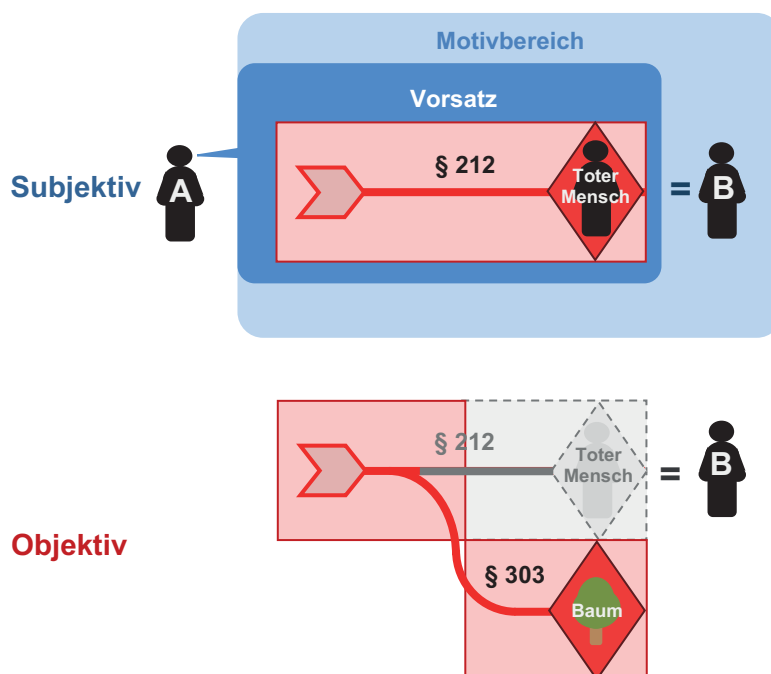 Motivbereich
Vorsatz
§ 212
Toter
Mensch
Subjektiv
A
=
B
§ 212
Toter
Mensch
=
B
Objektiv
§ 303
Baum